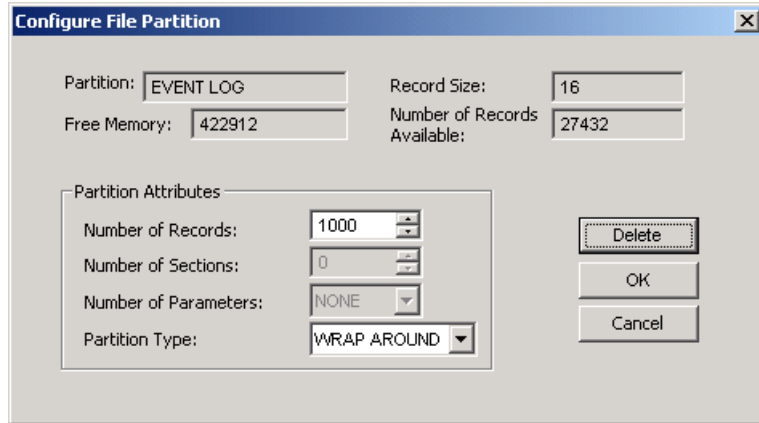 Configure File Partition
Partition: EVENT LOG
Record Size: 16
Free Memory: 422912
Number of Records
Available: 27432
Partition Attributes
Number of Records: 1000
Number of Sections: 0
Number of Parameters: NONE
Partition Type: WRAP AROUND
Delete
OK
Cancel